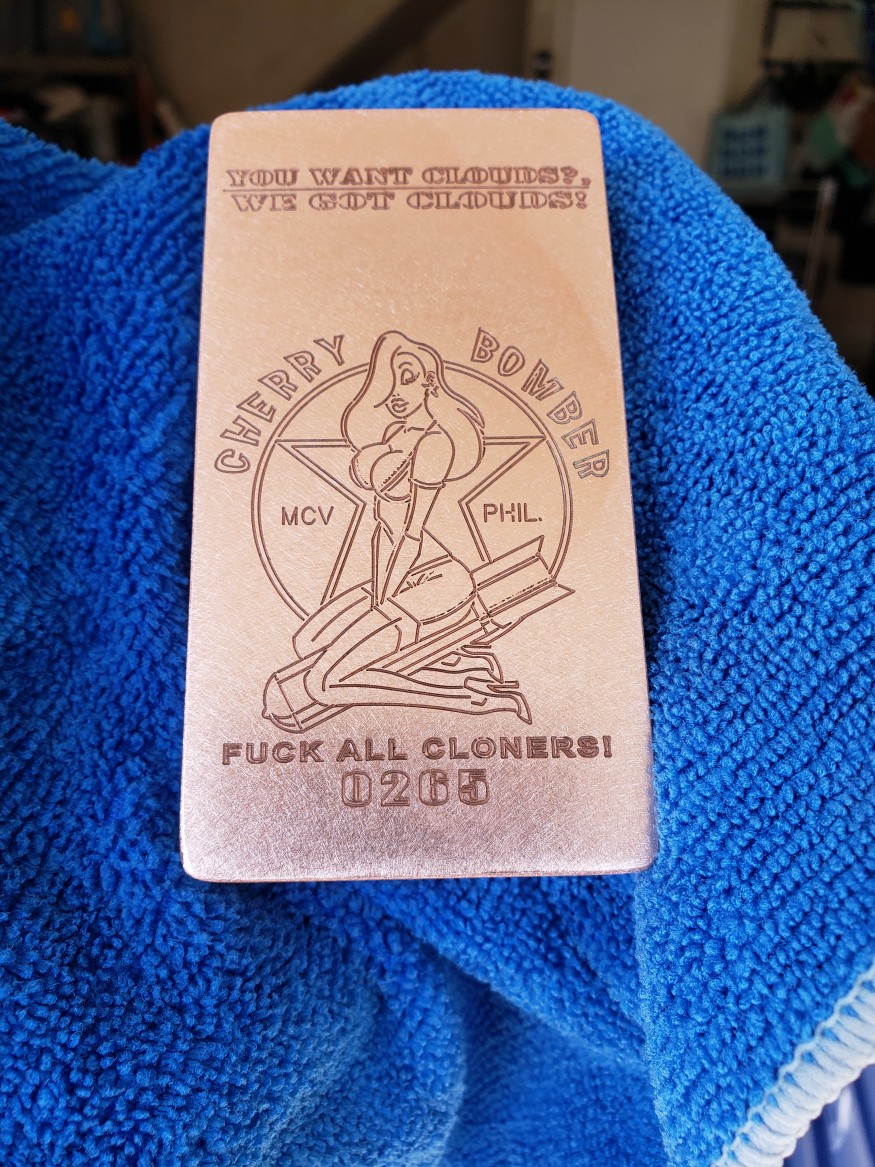 YOU WANT CLOUDS?,
WE GOT CLOUDS!
CHERRY BOMBER
MCV PHIL.
FUCK ALL CLONERS!
0265